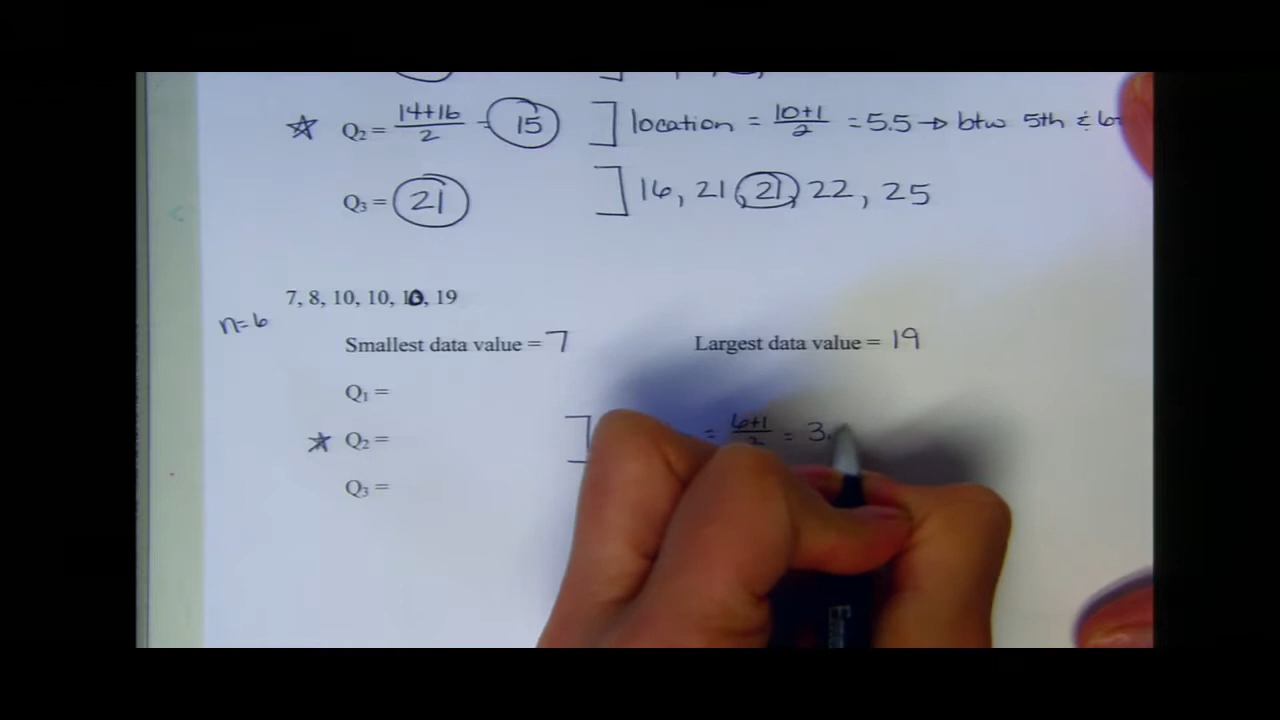 Q₂ = 14+16/2 = 15 ] location = 10+1/2 = 5.5 → btw 5th &
Q₃ = 21 ] 16, 21, 21, 22, 25
7, 8, 10, 10, 10, 19
n=6
Smallest data value = 7 Largest data value = 19
Q₁ =
Q₂ = ] = 6+1/2 = 3.
Q₃ =